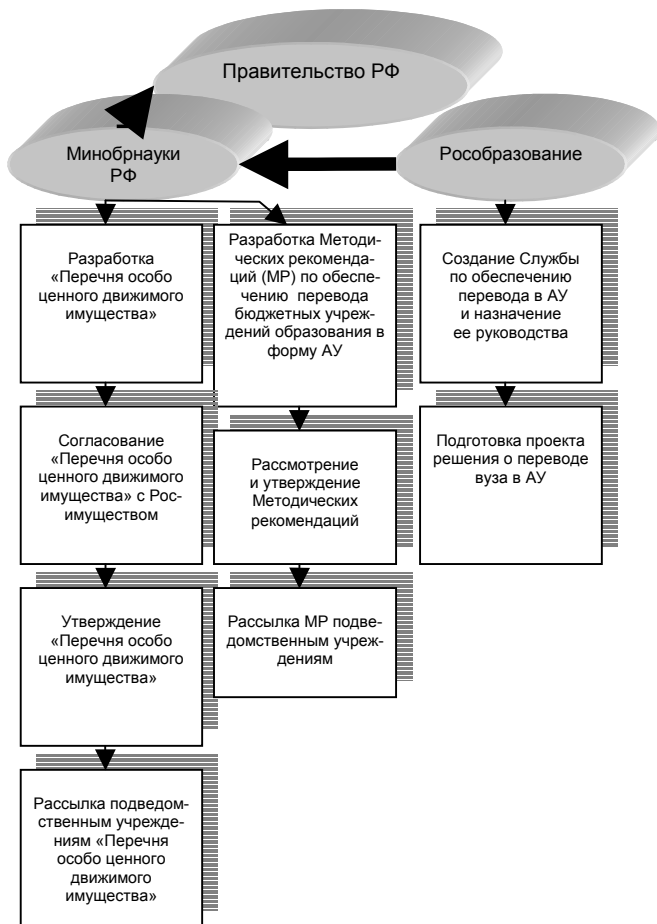 Правительство РФ
Минобрнауки
РФ
Рособразование
Разработка
«Перечня особо
ценного движимого
имущества»
Согласование
«Перечня особо
ценного движимого
имущества» с Рос-
имуществом
Утверждение
«Перечня особо
ценного движимого
имущества»
Рассылка подведом-
ственным учрежде-
ниям «Перечня
особо ценного
движимого
имущества»
Разработка Методи-
ческих рекоменда-
ций (МР) по обеспе-
чению перевода
бюджетных учреж-
дений образования в
форму АУ
Рассмотрение
и утверждение
Методических
рекомендаций
Рассылка МР подве-
домственным учреж-
дениям
Создание Службы
по обеспечению
перевода в АУ
и назначение
ее руководства
Подготовка проекта
решения о переводе
вуза в АУ